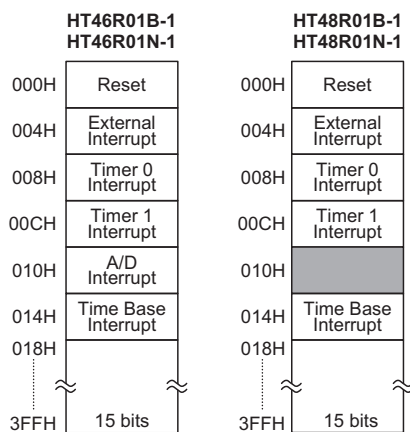 HT46R01B-1
HT46R01N-1
000H Reset
004H External
Interrupt
008H Timer 0
Interrupt
00CH Timer 1
Interrupt
010H A/D
Interrupt
014H Time Base
Interrupt
018H
3FFH 15 bits
HT48R01B-1
HT48R01N-1
000H Reset
004H External
Interrupt
008H Timer 0
Interrupt
00CH Timer 1
Interrupt
010H
014H Time Base
Interrupt
018H
3FFH 15 bits